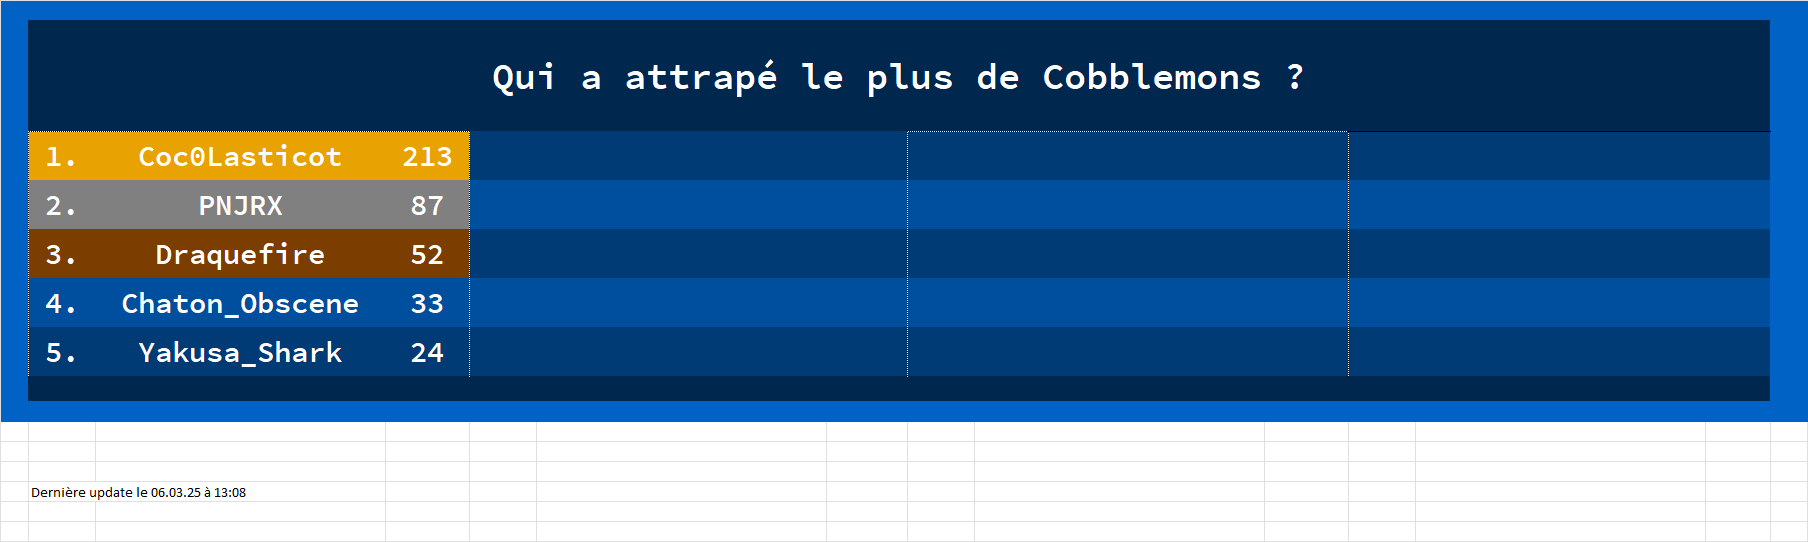 Qui a attrapé le plus de Cobblemons ?
1. Coc0Lasticot 213
2. PNJRX 87
3. Draquefire 52
4. Chaton_Obscene 33
5. Yakusa_Shark 24
Dernière update le 06.03.25 à 13:08